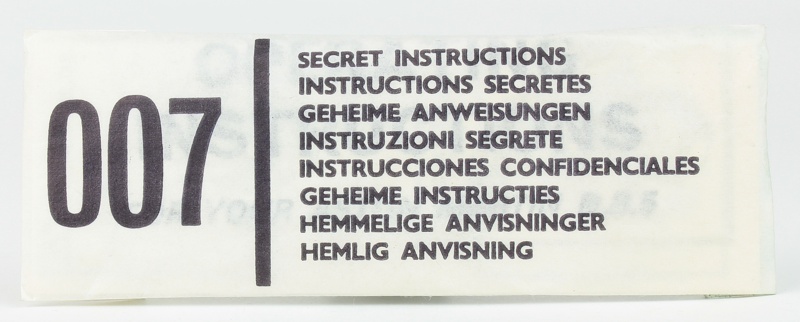 007
SECRET INSTRUCTIONS
INSTRUCTIONS SECRETES
GEHEIME ANWEISUNGEN
INSTRUZIONI SEGRETE
INSTRUCCIONES CONFIDENCIALES
GEHEIME INSTRUCTIES
HEMMELIGE ANVISNINGER
HEMLIG ANVISNING